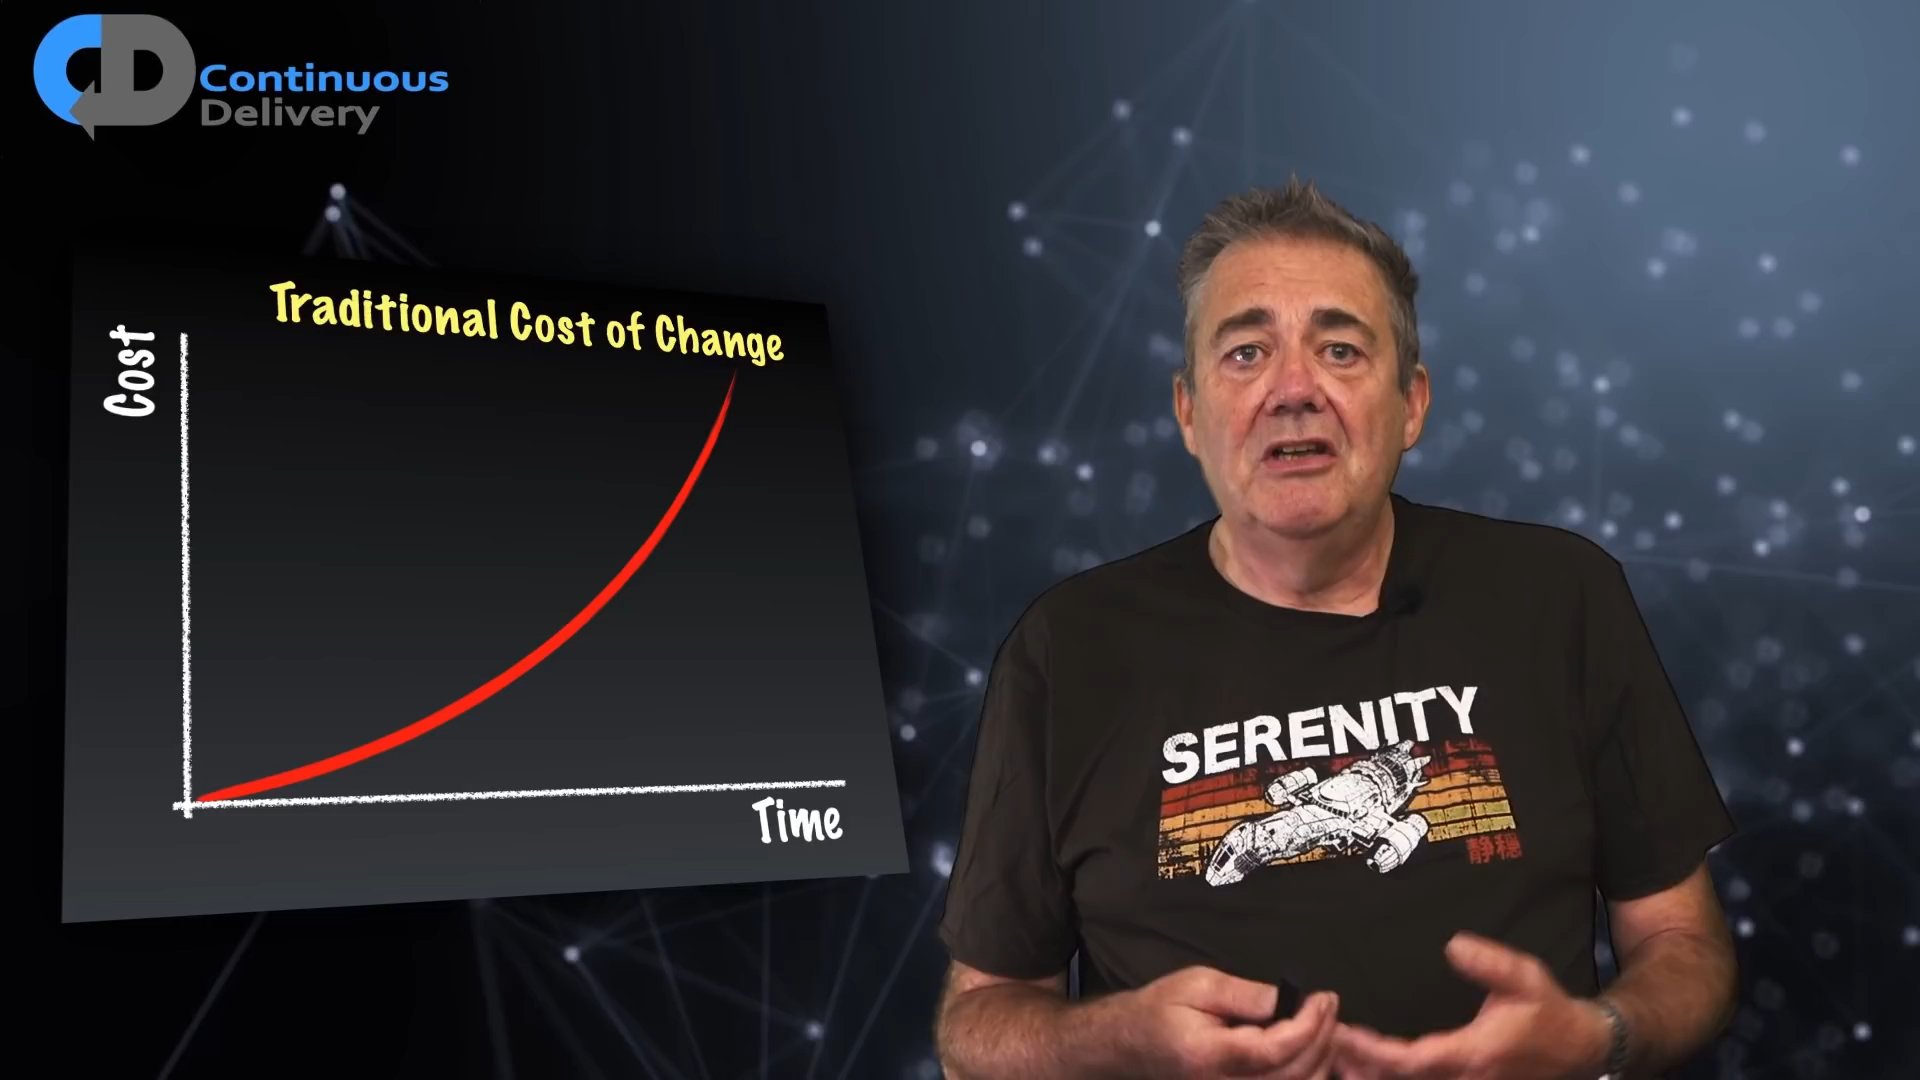 Continuous
Delivery
Traditional Cost of Change
Cost
Time
SERENITY
静穏